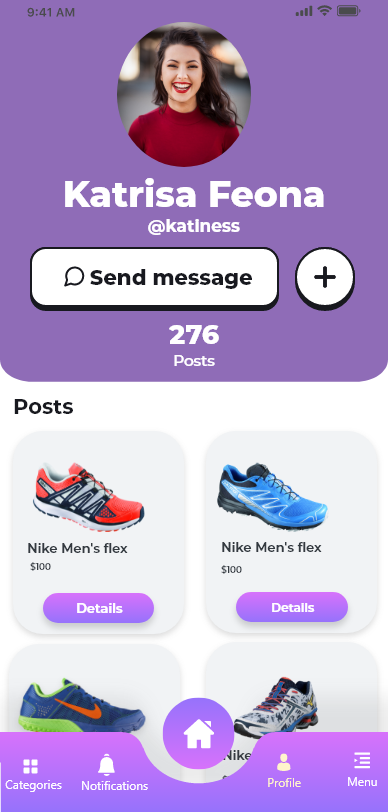 9:41 AM
Katrisa Feona
@katlness
Send message
276
Posts
Posts
Nike Men's flex
$100
Details
Nike Men's flex
$100
Details
Nike
Categories
Notifications
Profile
Menu